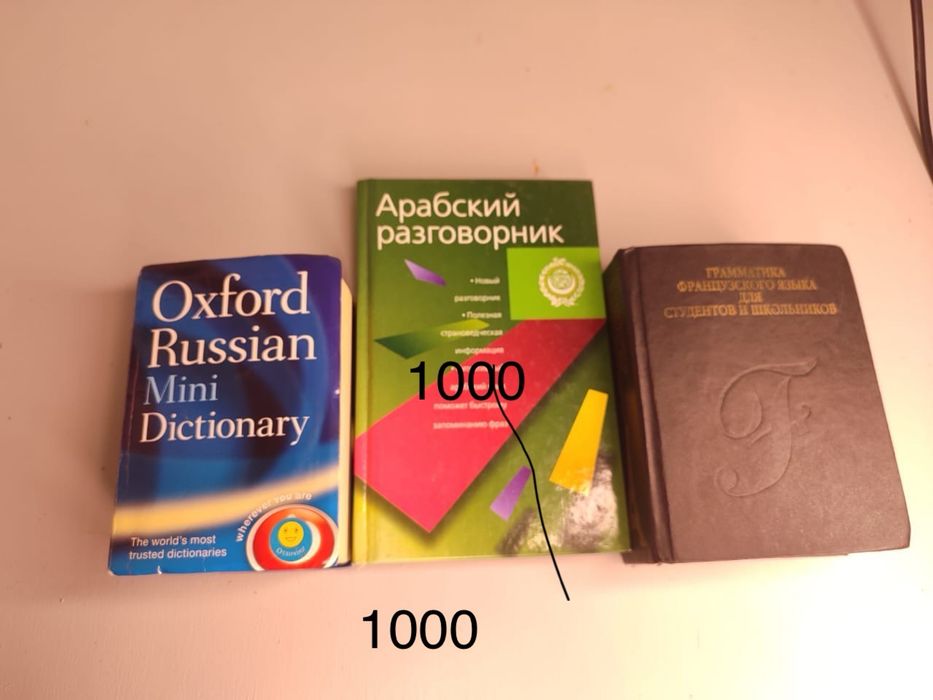 Oxford
Russian
Mini
Dictionary
wherever you are
The world's most
trusted dictionaries
Арабский
разговорник
• Новый
разговорник
• Полезная
страноведческая
информация
1000
поможет быстрому
запоминанию фраз
ГРАММАТИКА
ФРАНЦУЗСКОГО ЯЗЫКА
ДЛЯ
СТУДЕНТОВ И ШКОЛЬНИКОВ
1000